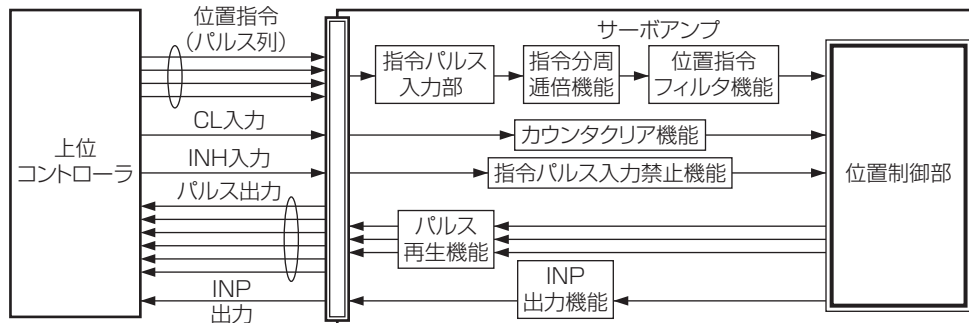 位置指令
(パルス列)
サーボアンプ
指令パルス
入力部
指令分周
逓倍機能
位置指令
フィルタ機能
CL入力
カウンタクリア機能
上位
コントローラ
INH入力
指令パルス入力禁止機能
位置制御部
パルス出力
パルス
再生機能
INP
出力
INP
出力機能